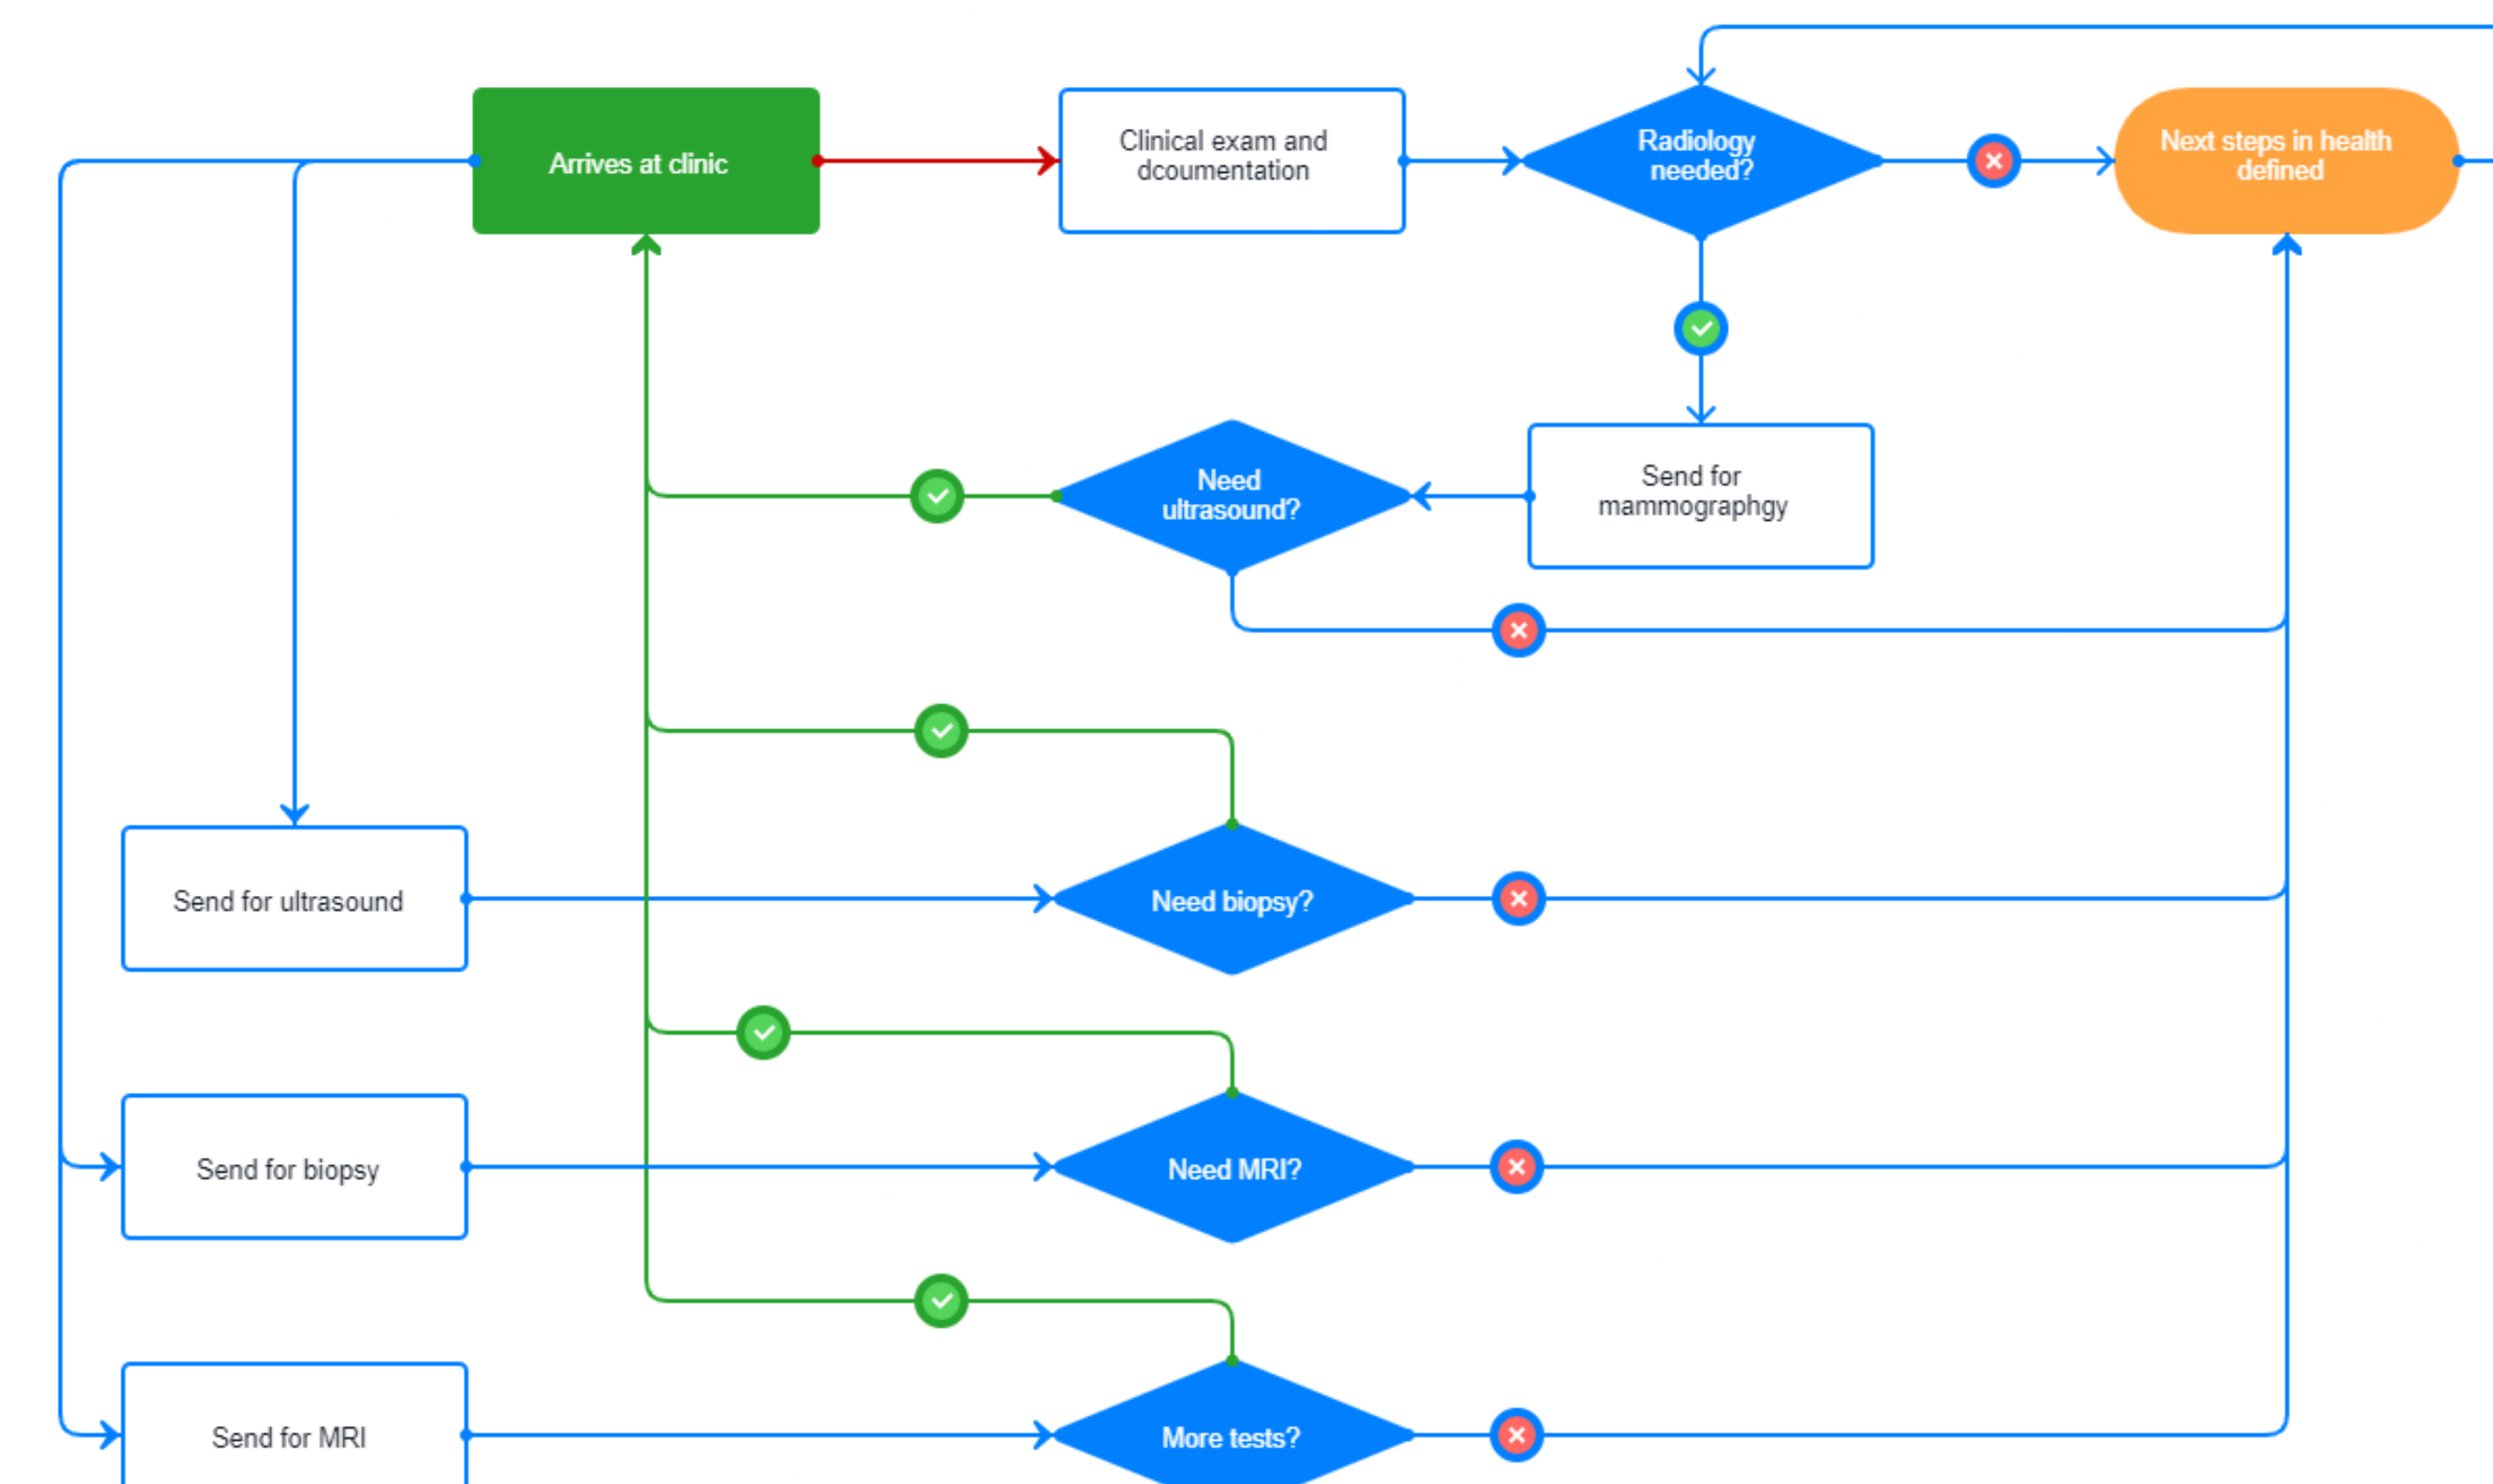 Arrives at clinic
Clinical exam and
dcoumentation
Radiology
needed?
Next steps in health
defined
Need
ultrasound?
Send for
mammographgy
Send for ultrasound
Need biopsy?
Send for biopsy
Need MRI?
Send for MRI
More tests?